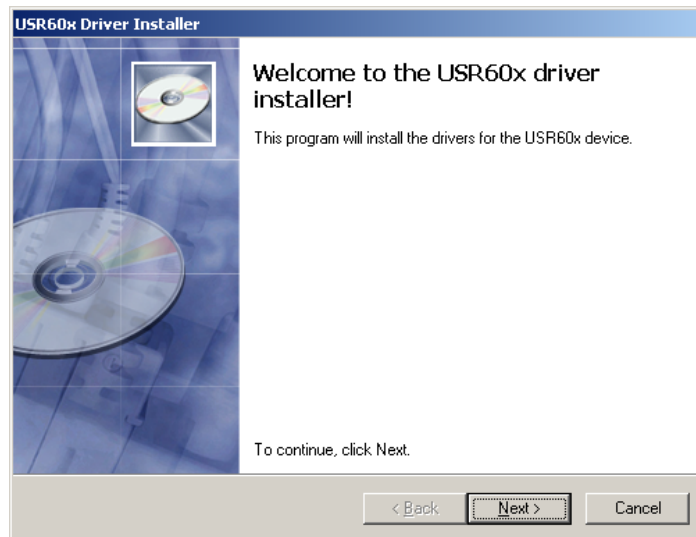 USR60x Driver Installer
Welcome to the USR60x driver
installer!
This program will install the drivers for the USR60x device.
To continue, click Next.
< Back
Next >
Cancel